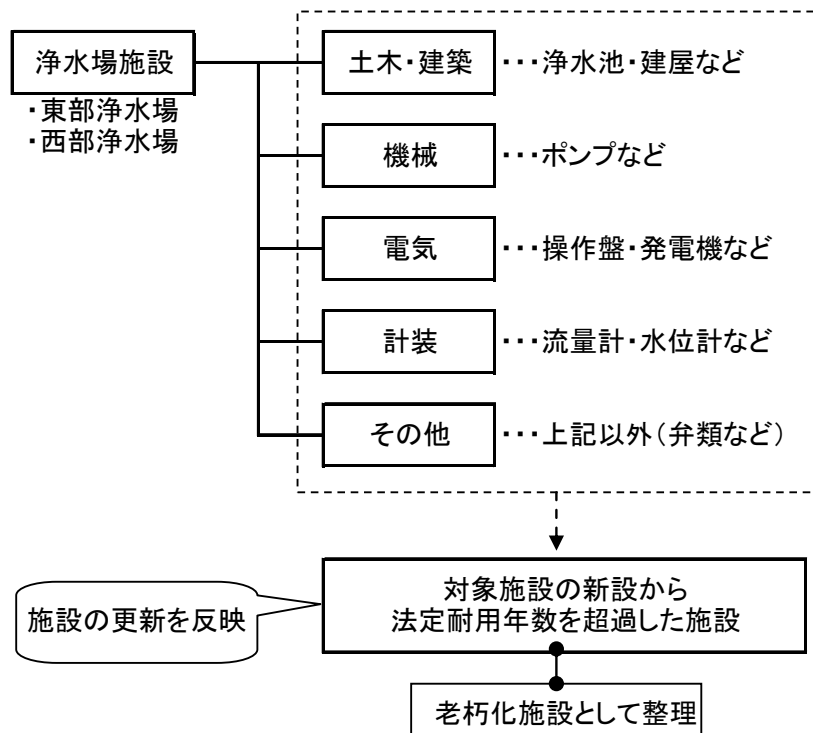 浄水場施設
・東部浄水場
・西部浄水場
土木・建築
・・・浄水池・建屋など
機械
・・・ポンプなど
電気
・・・操作盤・発電機など
計装
・・・流量計・水位計など
その他
・・・上記以外（弁類など）
対象施設の新設から
法定耐用年数を超過した施設
施設の更新を反映
老朽化施設として整理